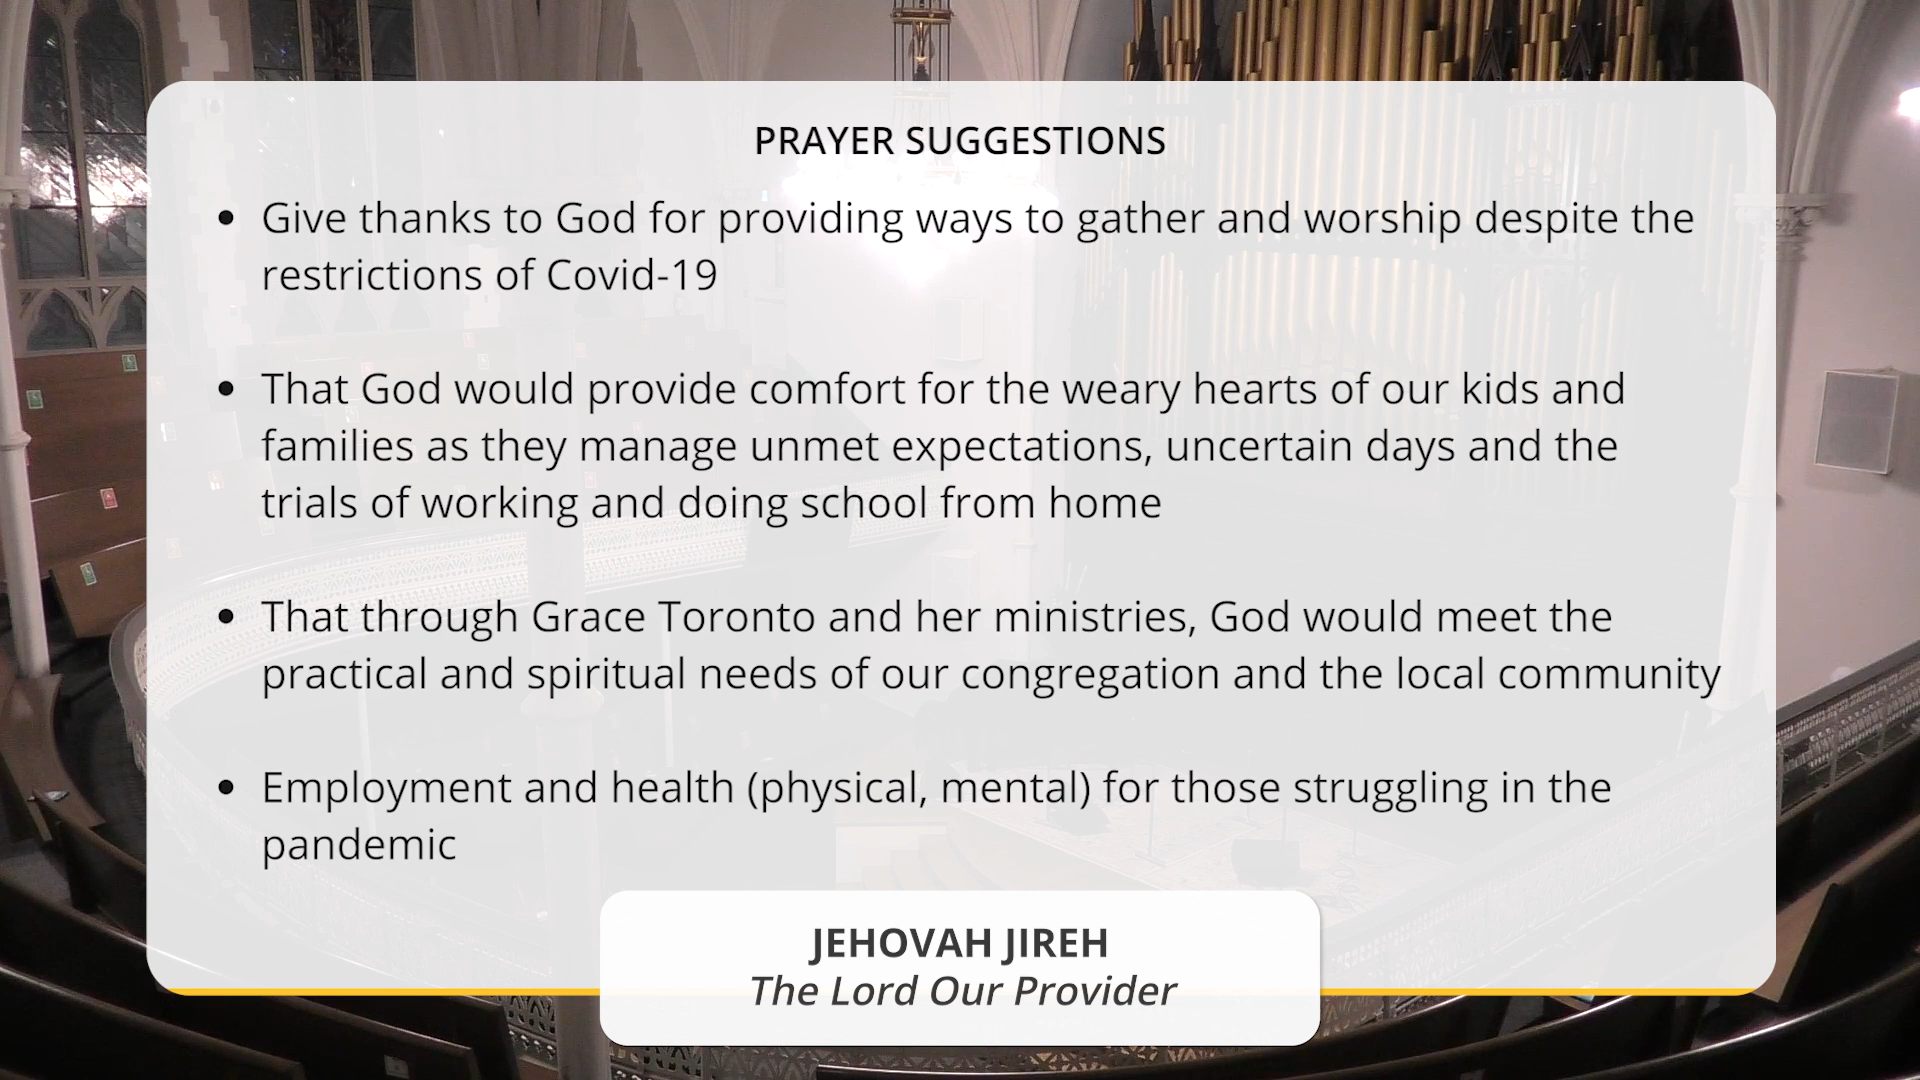 PRAYER SUGGESTIONS
• Give thanks to God for providing ways to gather and worship despite the
restrictions of Covid-19
• That God would provide comfort for the weary hearts of our kids and
families as they manage unmet expectations, uncertain days and the
trials of working and doing school from home
• That through Grace Toronto and her ministries, God would meet the
practical and spiritual needs of our congregation and the local community
• Employment and health (physical, mental) for those struggling in the
pandemic
JEHOVAH JIREH
The Lord Our Provider